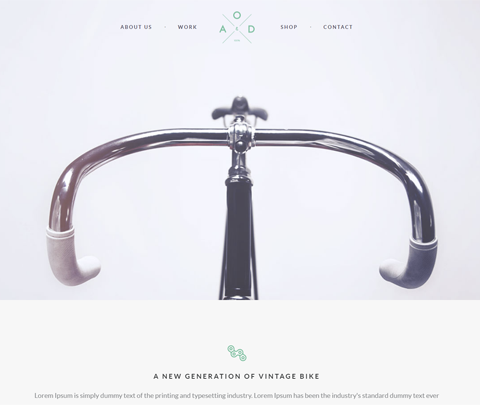 ABOUT US
WORK
O
A D
SHOP
CONTACT
A NEW GENERATION OF VINTAGE BIKE
Lorem Ipsum is simply dummy text of the printing and typesetting industry. Lorem Ipsum has been the industry's standard dummy text ever